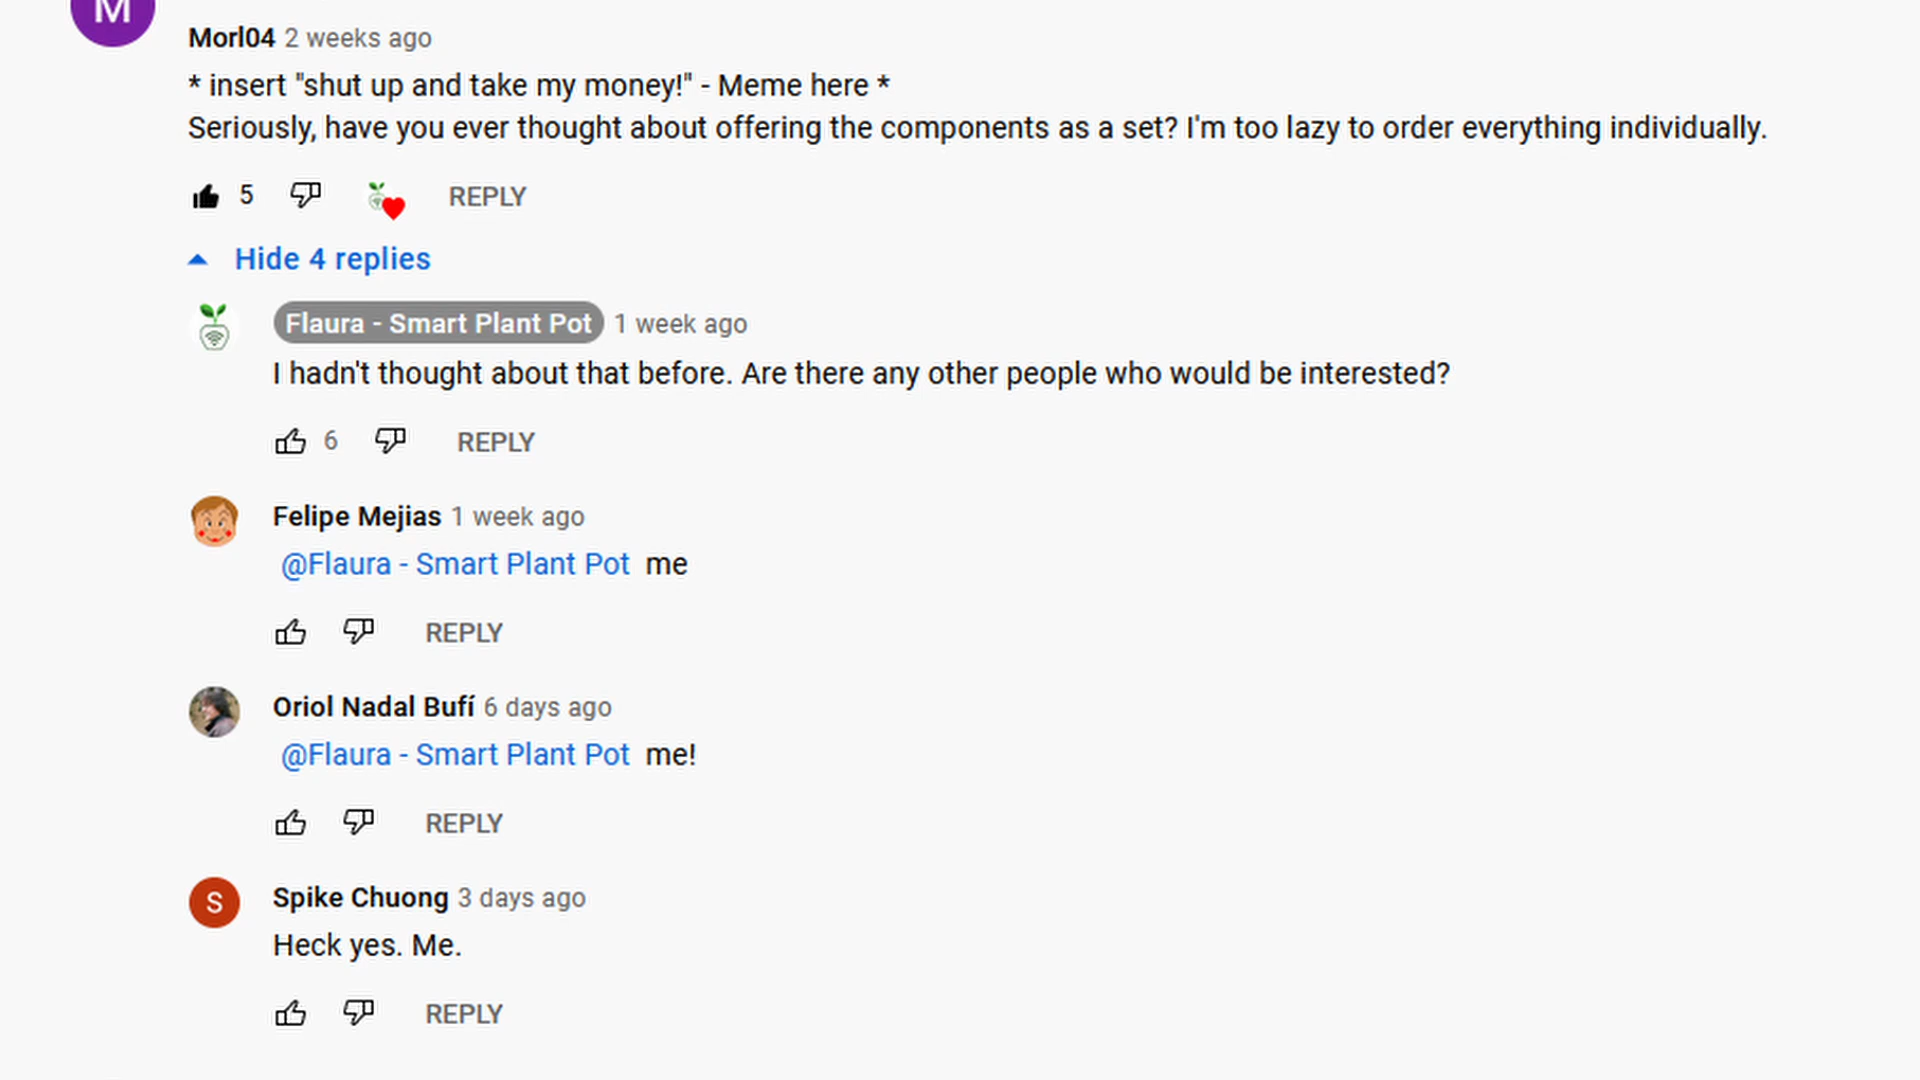 M
Morl04 2 weeks ago
* insert "shut up and take my money!" - Meme here *
Seriously, have you ever thought about offering the components as a set? I'm too lazy to order everything individually.
5 REPLY
Hide 4 replies
Flaura - Smart Plant Pot 1 week ago
I hadn't thought about that before. Are there any other people who would be interested?
6 REPLY
Felipe Mejias 1 week ago
@Flaura - Smart Plant Pot me
REPLY
Oriol Nadal Bufí 6 days ago
@Flaura - Smart Plant Pot me!
REPLY
S
Spike Chuong 3 days ago
Heck yes. Me.
REPLY